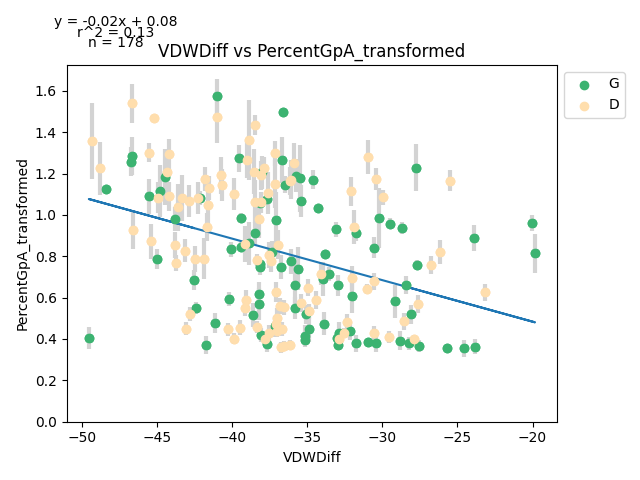 y = -0.02x + 0.08
r^2 = 0.13
n = 178
VDWDiff vs PercentGpA_transformed
G
D
PercentGpA_transformed
1.6
1.4
1.2
1.0
0.8
0.6
0.4
0.2
0.0
−50 −45 −40 −35 −30 −25 −20
VDWDiff